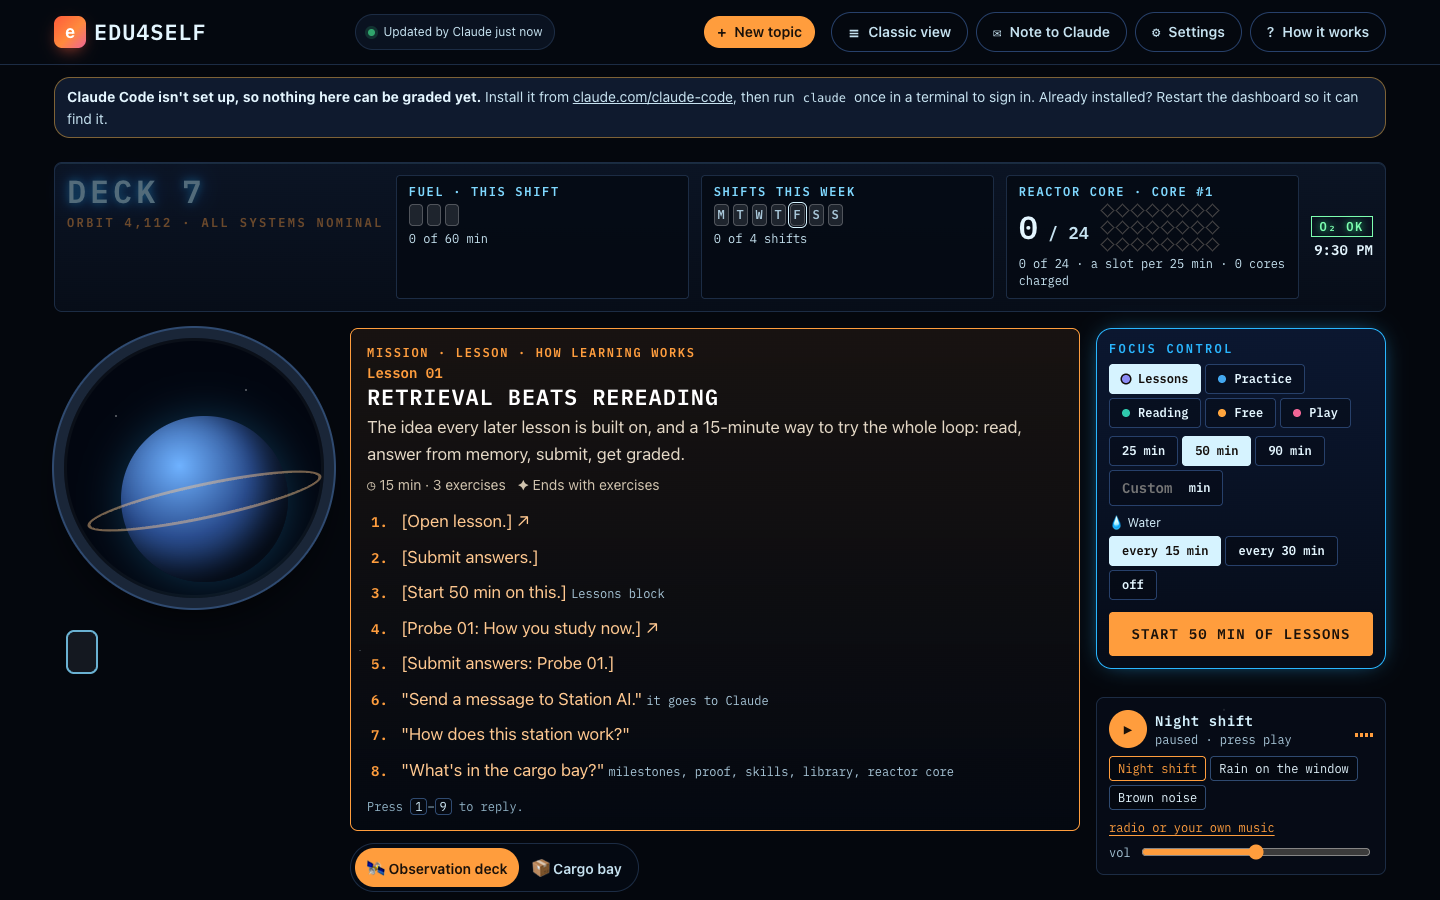 e EDU4SELF
Updated by Claude just now
+ New topic
≡ Classic view
✉ Note to Claude
⚙ Settings
? How it works
Claude Code isn't set up, so nothing here can be graded yet. Install it from claude.com/claude-code, then run claude once in a terminal to sign in. Already installed? Restart the dashboard so it can
find it.
DECK 7
ORBIT 4,112 · ALL SYSTEMS NOMINAL
FUEL · THIS SHIFT
0 of 60 min
SHIFTS THIS WEEK
M T W T F S S
0 of 4 shifts
REACTOR CORE · CORE #1
0 / 24
0 of 24 · a slot per 25 min · 0 cores
charged
O₂ OK
9:30 PM
MISSION · LESSON · HOW LEARNING WORKS
Lesson 01
RETRIEVAL BEATS REREADING
The idea every later lesson is built on, and a 15-minute way to try the whole loop: read,
answer from memory, submit, get graded.
◷ 15 min · 3 exercises ✦ Ends with exercises
1. [Open lesson.] ↗
2. [Submit answers.]
3. [Start 50 min on this.] Lessons block
4. [Probe 01: How you study now.] ↗
5. [Submit answers: Probe 01.]
6. "Send a message to Station AI." it goes to Claude
7. "How does this station work?"
8. "What's in the cargo bay?" milestones, proof, skills, library, reactor core
Press 1–9 to reply.
Observation deck
Cargo bay
FOCUS CONTROL
Lessons
Practice
Reading
Free
Play
25 min
50 min
90 min
Custom min
Water
every 15 min
every 30 min
off
START 50 MIN OF LESSONS
Night shift
paused · press play
Night shift
Rain on the window
Brown noise
radio or your own music
vol